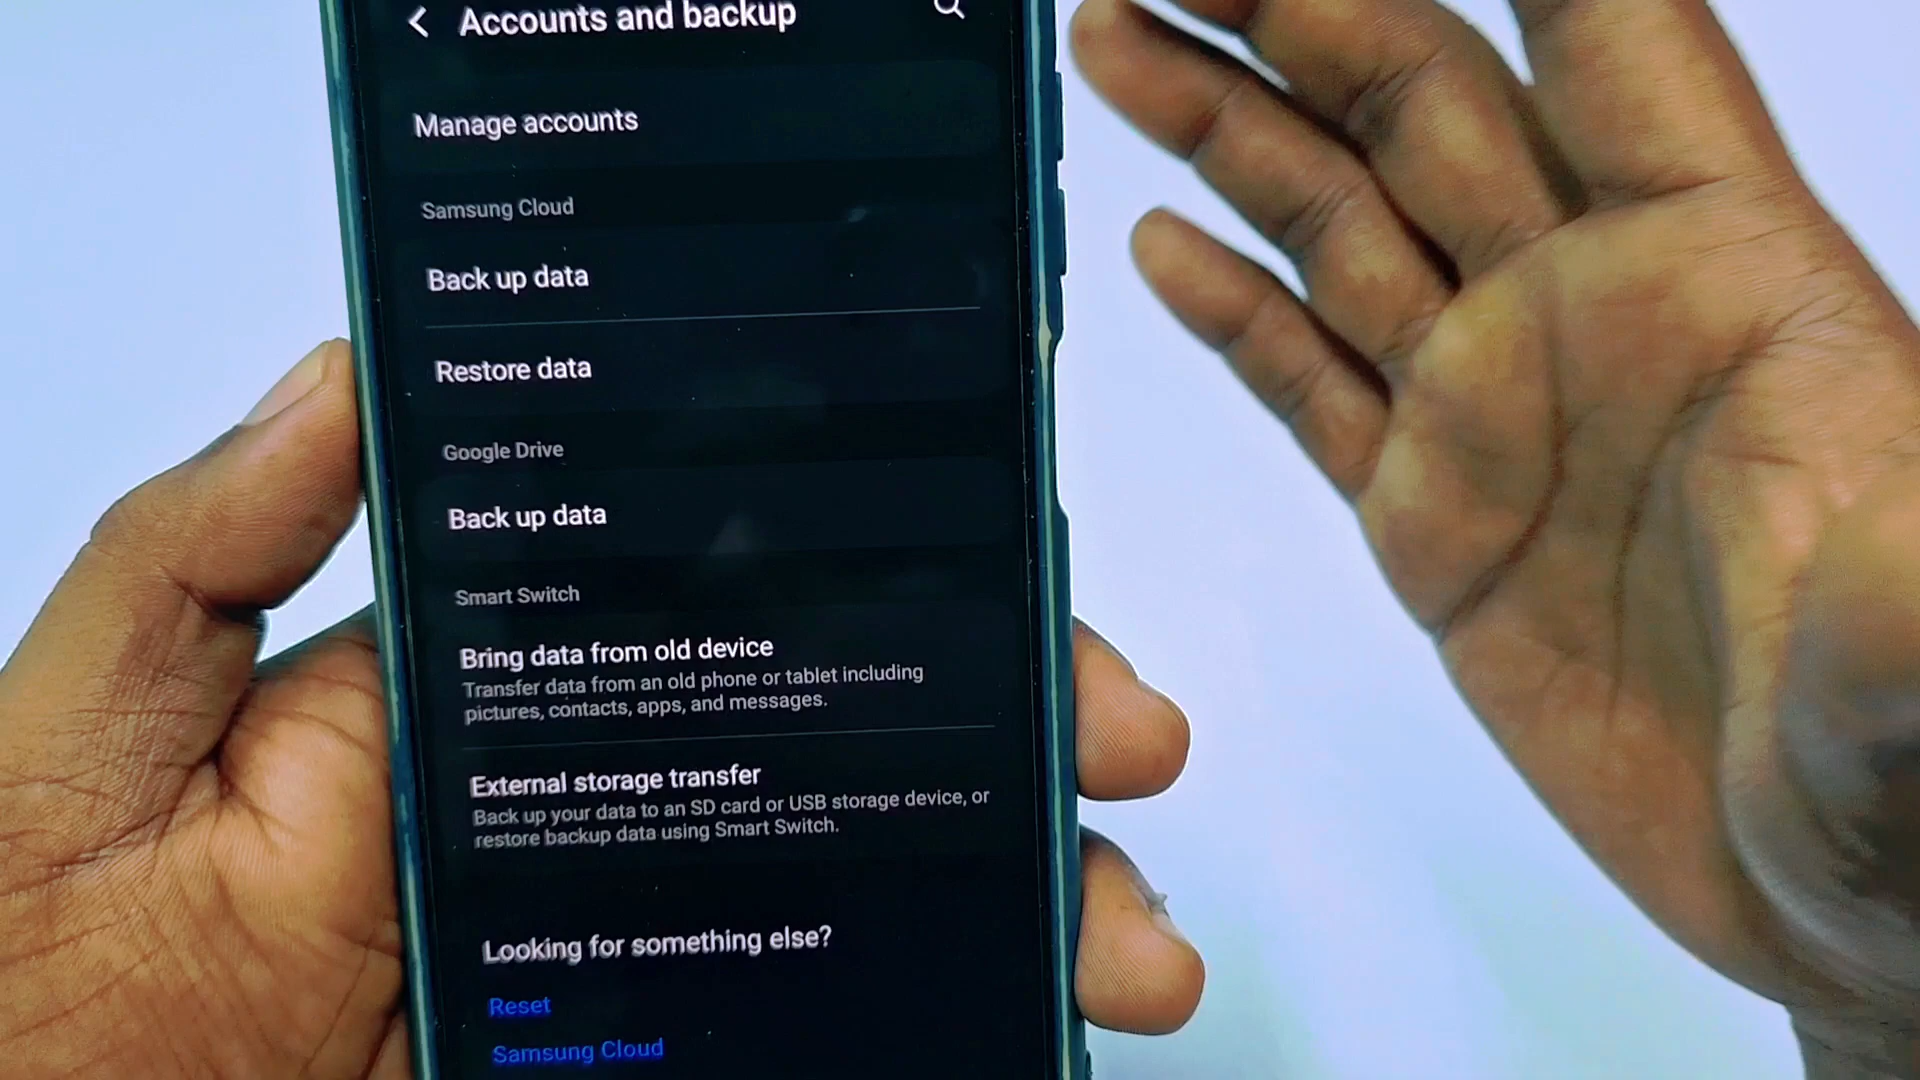 Accounts and backup
Manage accounts
Samsung Cloud
Back up data
Restore data
Google Drive
Back up data
Smart Switch
Bring data from old device
Transfer data from an old phone or tablet including
pictures, contacts, apps, and messages.
External storage transfer
Back up your data to an SD card or USB storage device, or
restore backup data using Smart Switch.
Looking for something else?
Reset
Samsung Cloud